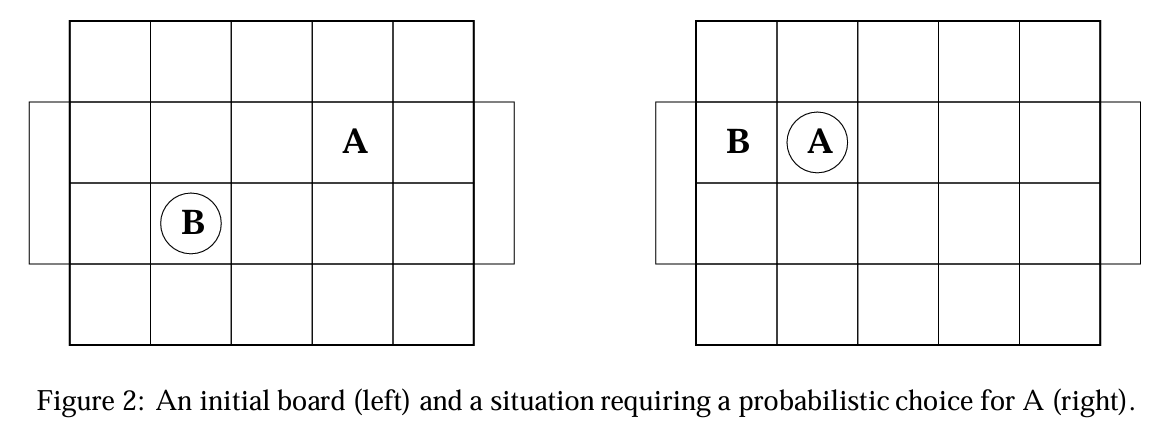 A
B
B A
Figure 2: An initial board (left) and a situation requiring a probabilistic choice for A (right).